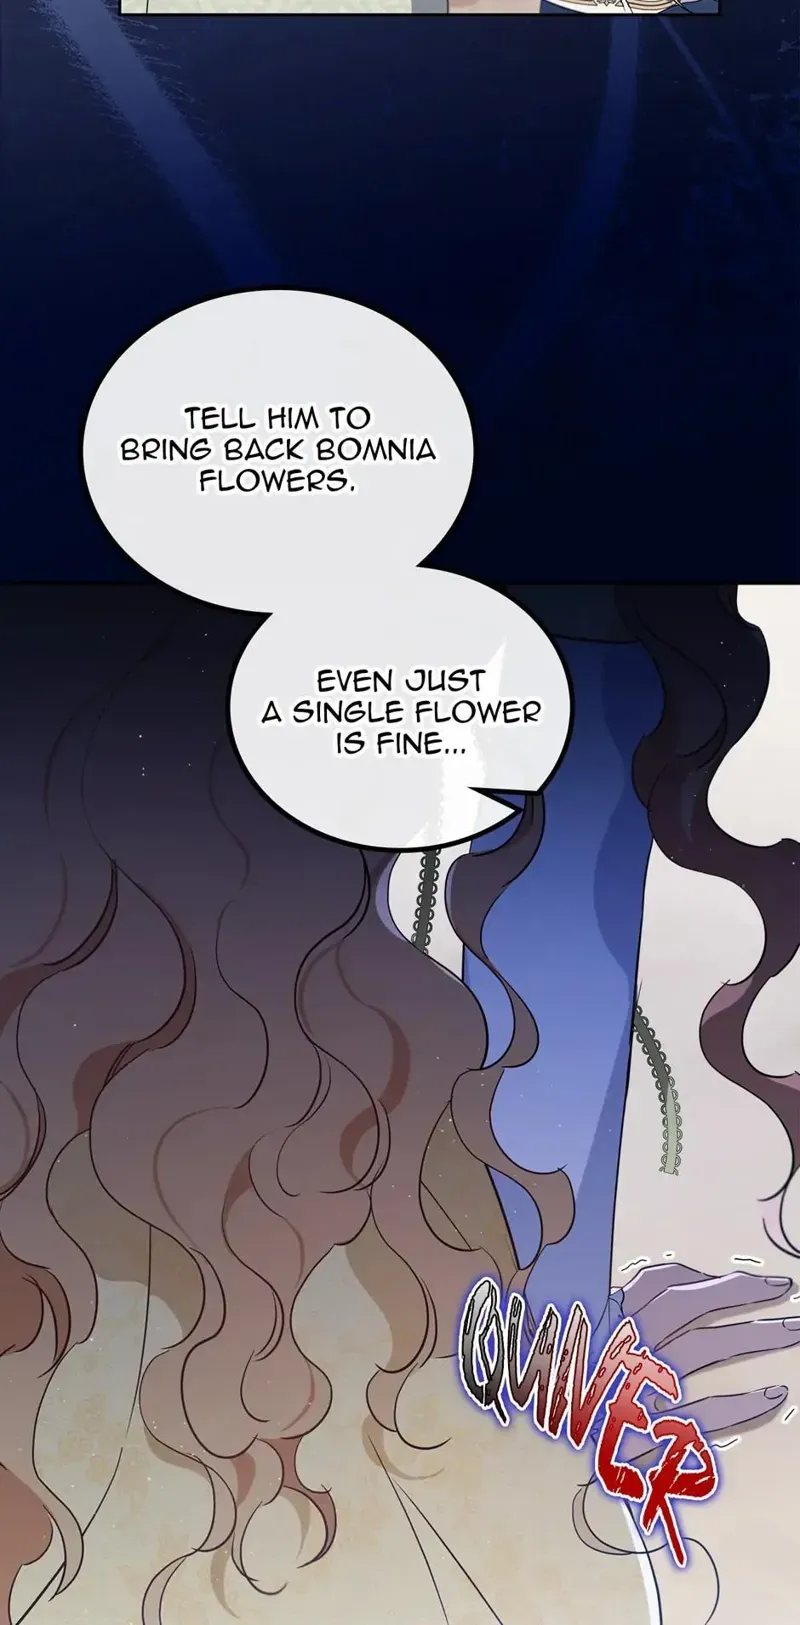 TELL HIM TO
BRING BACK BOMNIA
FLOWERS.
EVEN JUST
A SINGLE FLOWER
IS FINE...
QUIVER